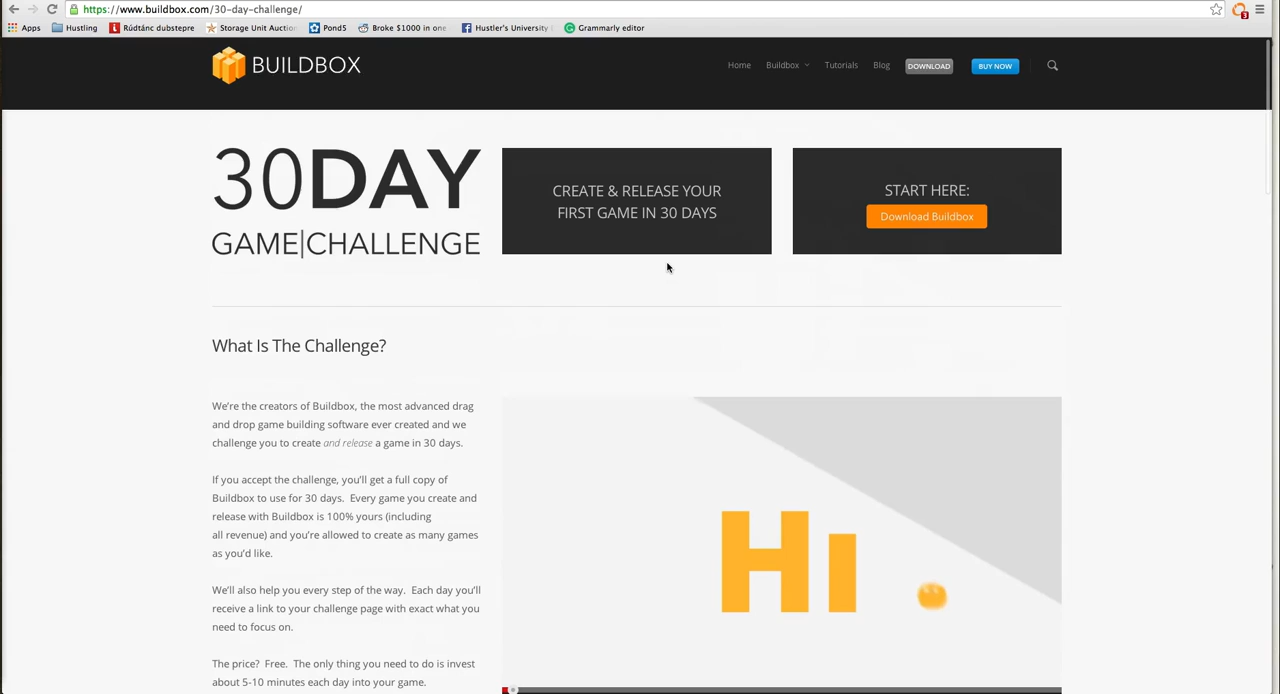 https://www.buildbox.com/30-day-challenge/
3
Apps Hustling Rúdtánc dubstepre Storage Unit Auction Pond5 Broke $1000 in one Hustler's University Grammarly editor
BUILDBOX
Home Buildbox Tutorials Blog DOWNLOAD BUY NOW
30DAY
GAME|CHALLENGE
CREATE & RELEASE YOUR
FIRST GAME IN 30 DAYS
START HERE:
Download Buildbox
What Is The Challenge?
We're the creators of Buildbox, the most advanced drag
and drop game building software ever created and we
challenge you to create and release a game in 30 days.
If you accept the challenge, you'll get a full copy of
Buildbox to use for 30 days. Every game you create and
release with Buildbox is 100% yours (including
all revenue) and you're allowed to create as many games
as you'd like.
We'll also help you every step of the way. Each day you'll
receive a link to your challenge page with exact what you
need to focus on.
The price? Free. The only thing you need to do is invest
about 5-10 minutes each day into your game.
Hi